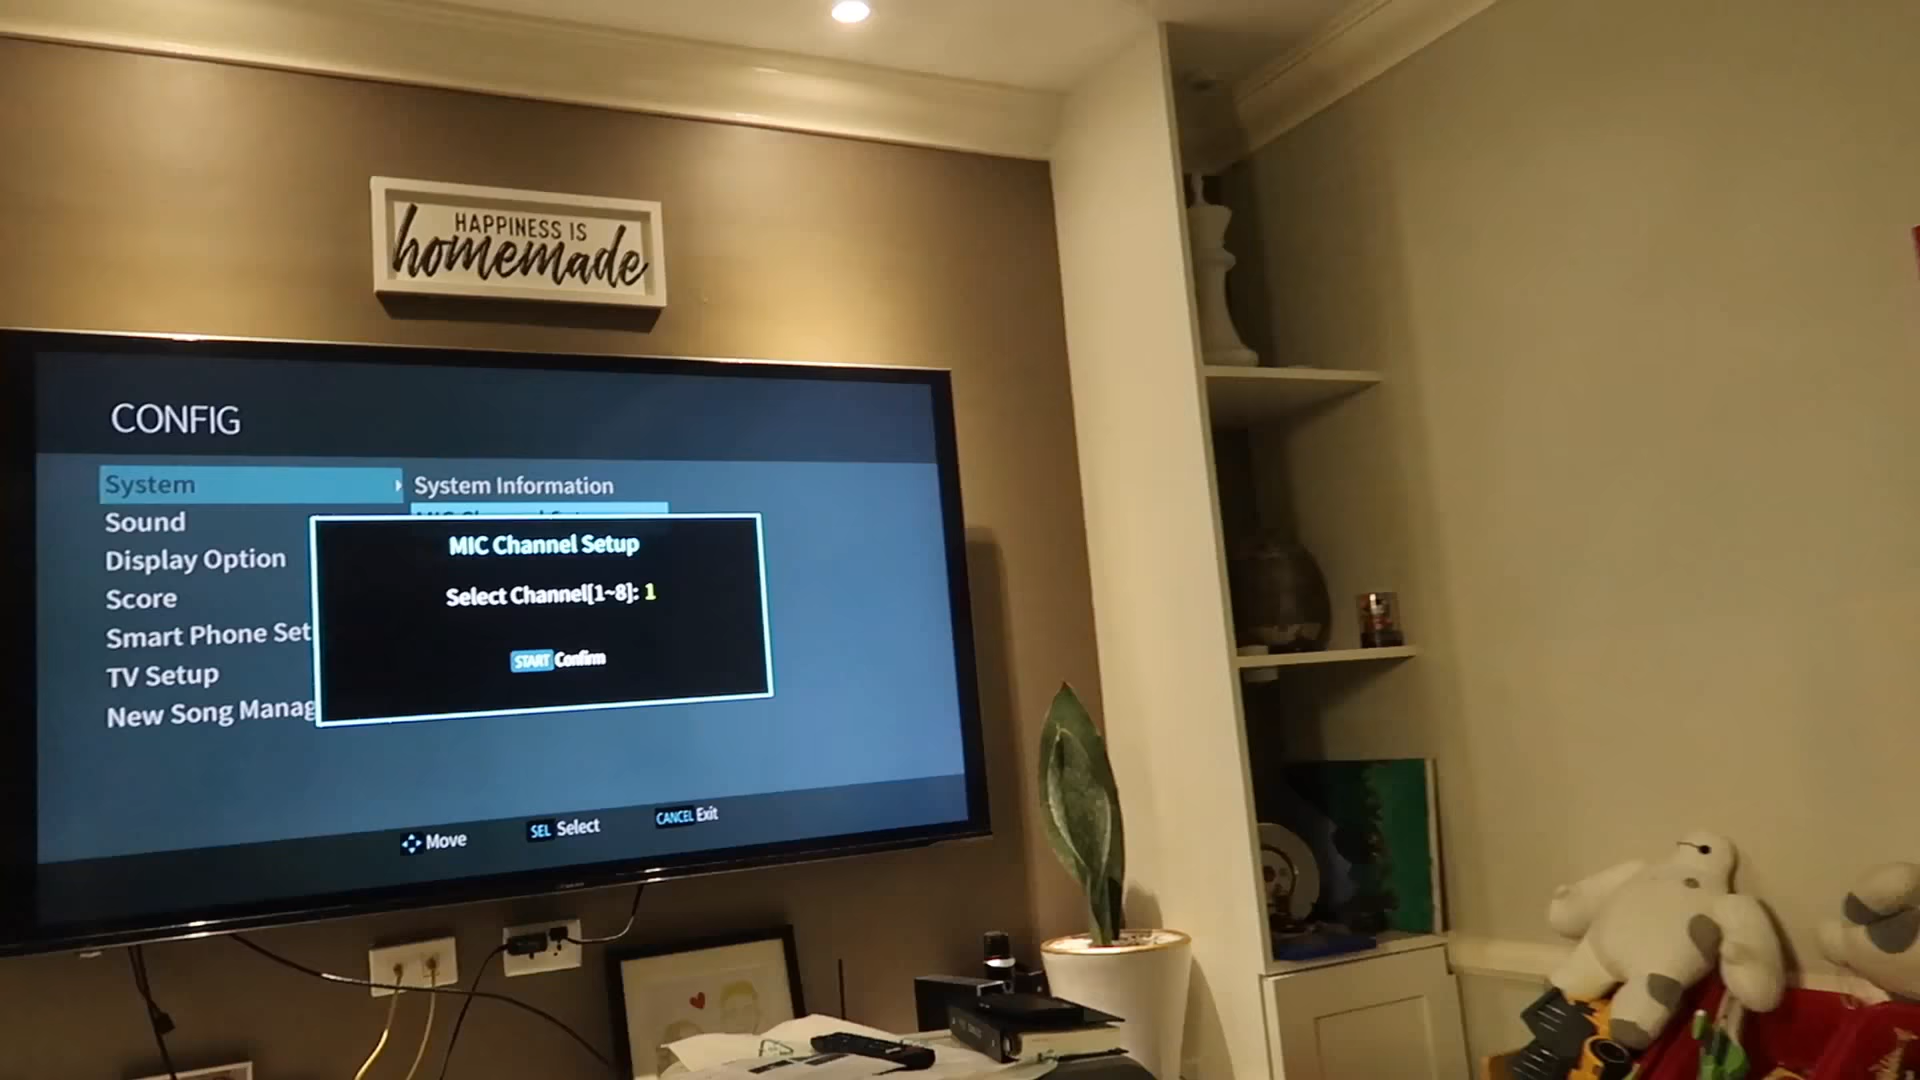 HAPPINESS IS
homemade
CONFIG
System
System Information
Sound
Display Option
Score
Smart Phone Set
TV Setup
New Song Manag
MIC Channel Setup
Select Channel[1~8]: 1
START Confirm
Move
SEL Select
CANCEL Exit